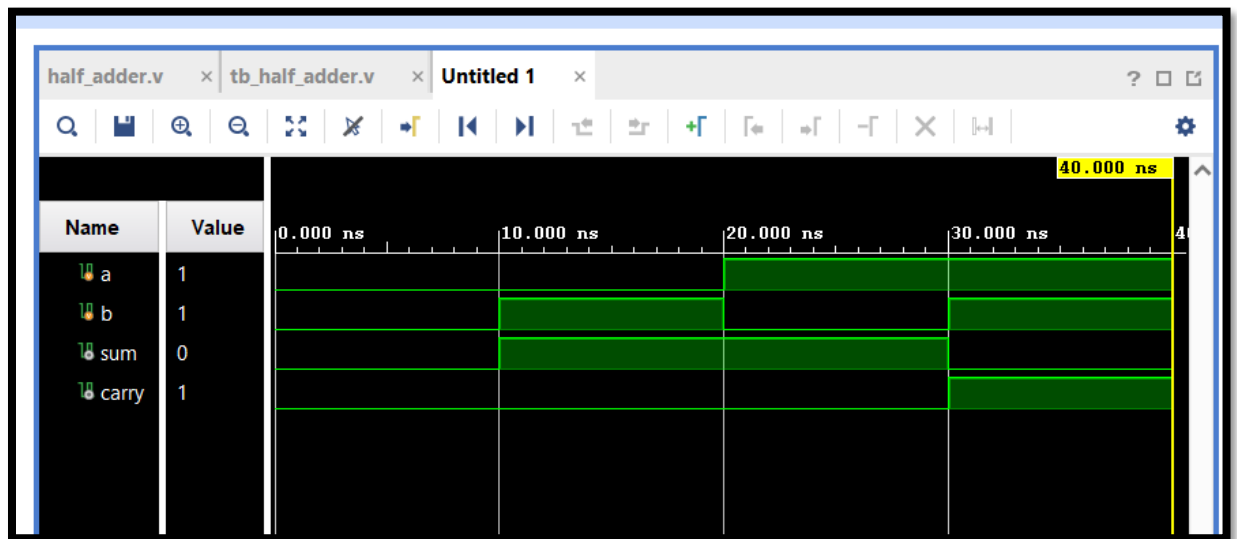 half_adder.v × tb_half_adder.v × Untitled 1 × ?
40.000 ns
Name Value 0.000 ns 10.000 ns 20.000 ns 30.000 ns
a 1
b 1
sum 0
carry 1